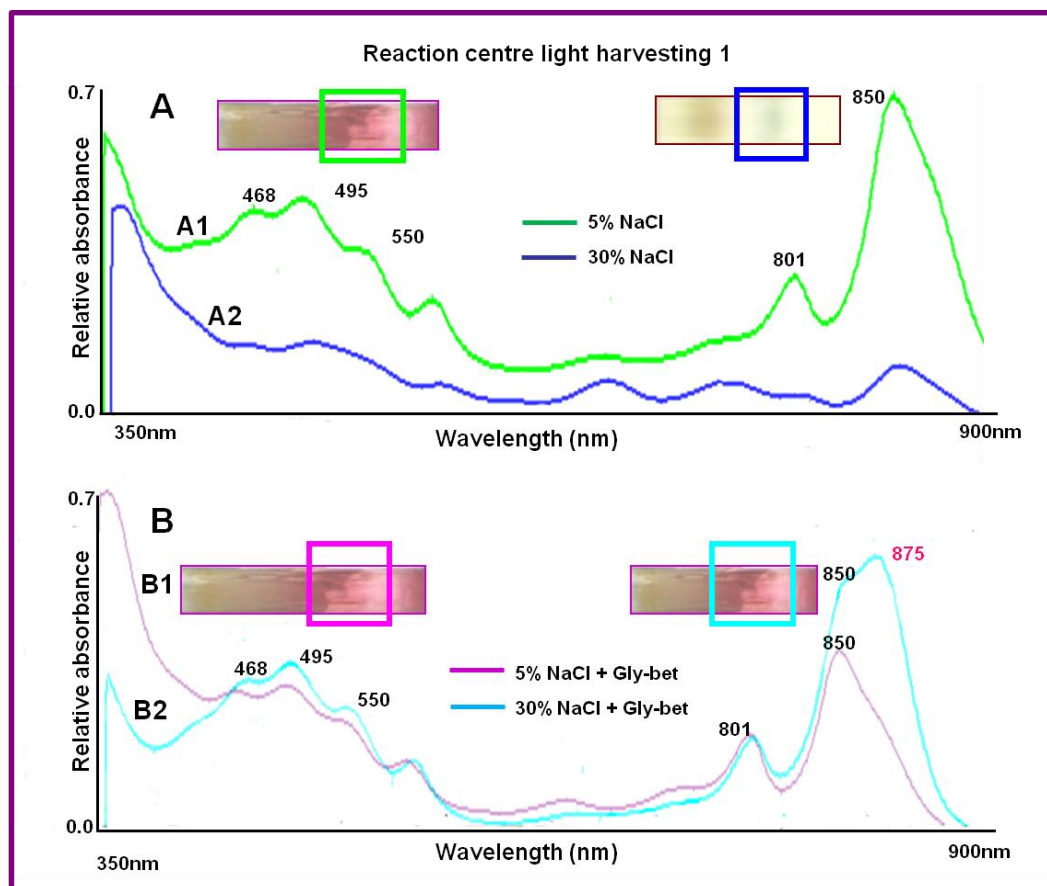 Reaction centre light harvesting 1
A
0.7
850
468
495
550
801
A1
A2
5% NaCl
30% NaCl
Relative absorbance
0.0
350nm
Wavelength (nm)
900nm
0.7
B
B1
B2
468
495
550
801
850
850
875
5% NaCl + Gly-bet
30% NaCl + Gly-bet
Relative absorbance
0.0
350nm
Wavelength (nm)
900nm